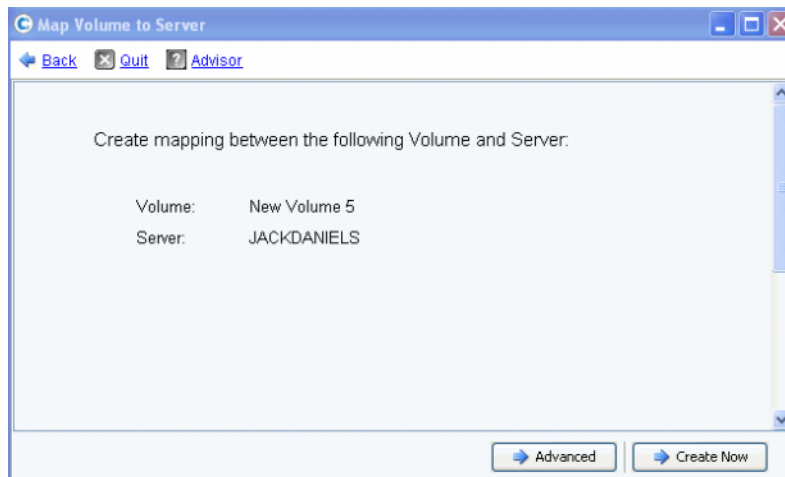 Map Volume to Server
Back Quit ? Advisor
Create mapping between the following Volume and Server:
Volume: New Volume 5
Server: JACKDANIELS
Advanced Create Now